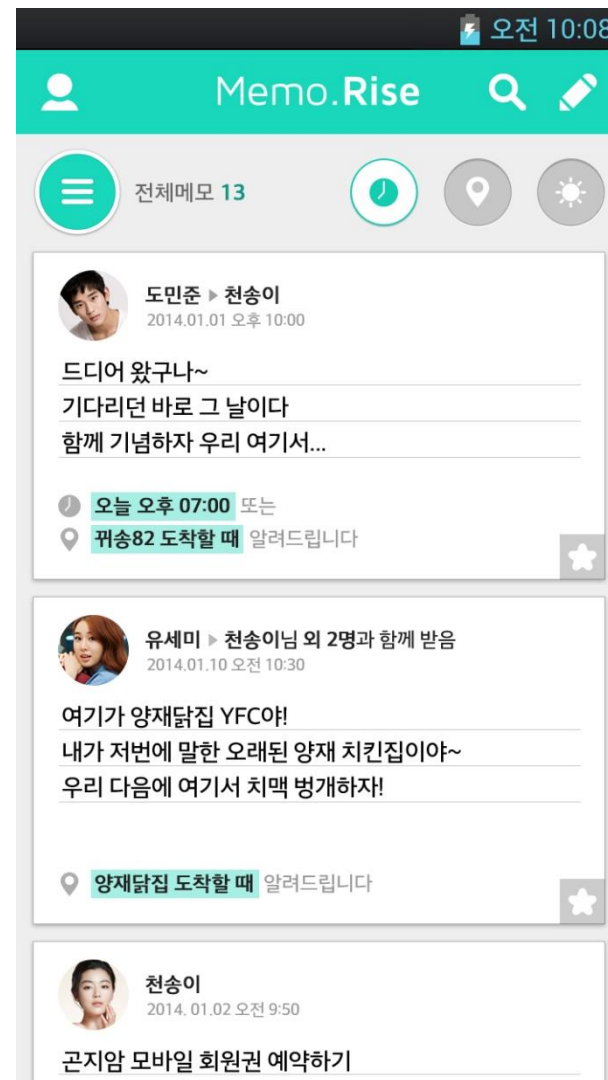 오전 10:08
Memo.Rise
전체메모 13
도민준 ▶ 천송이
2014.01.01 오후 10:00
드디어 왔구나~
기다리던 바로 그 날이다
함께 기념하자 우리 여기서...
오늘 오후 07:00 또는
뀌송82 도착할 때 알려드립니다
유세미 ▶ 천송이님 외 2명과 함께 받음
2014.01.10 오전 10:30
여기가 양재닭집 YFC야!
내가 저번에 말한 오래된 양재 치킨집이야~
우리 다음에 여기서 치맥 벙개하자!
양재닭집 도착할 때 알려드립니다
천송이
2014. 01.02 오전 9:50
곤지암 모바일 회원권 예약하기